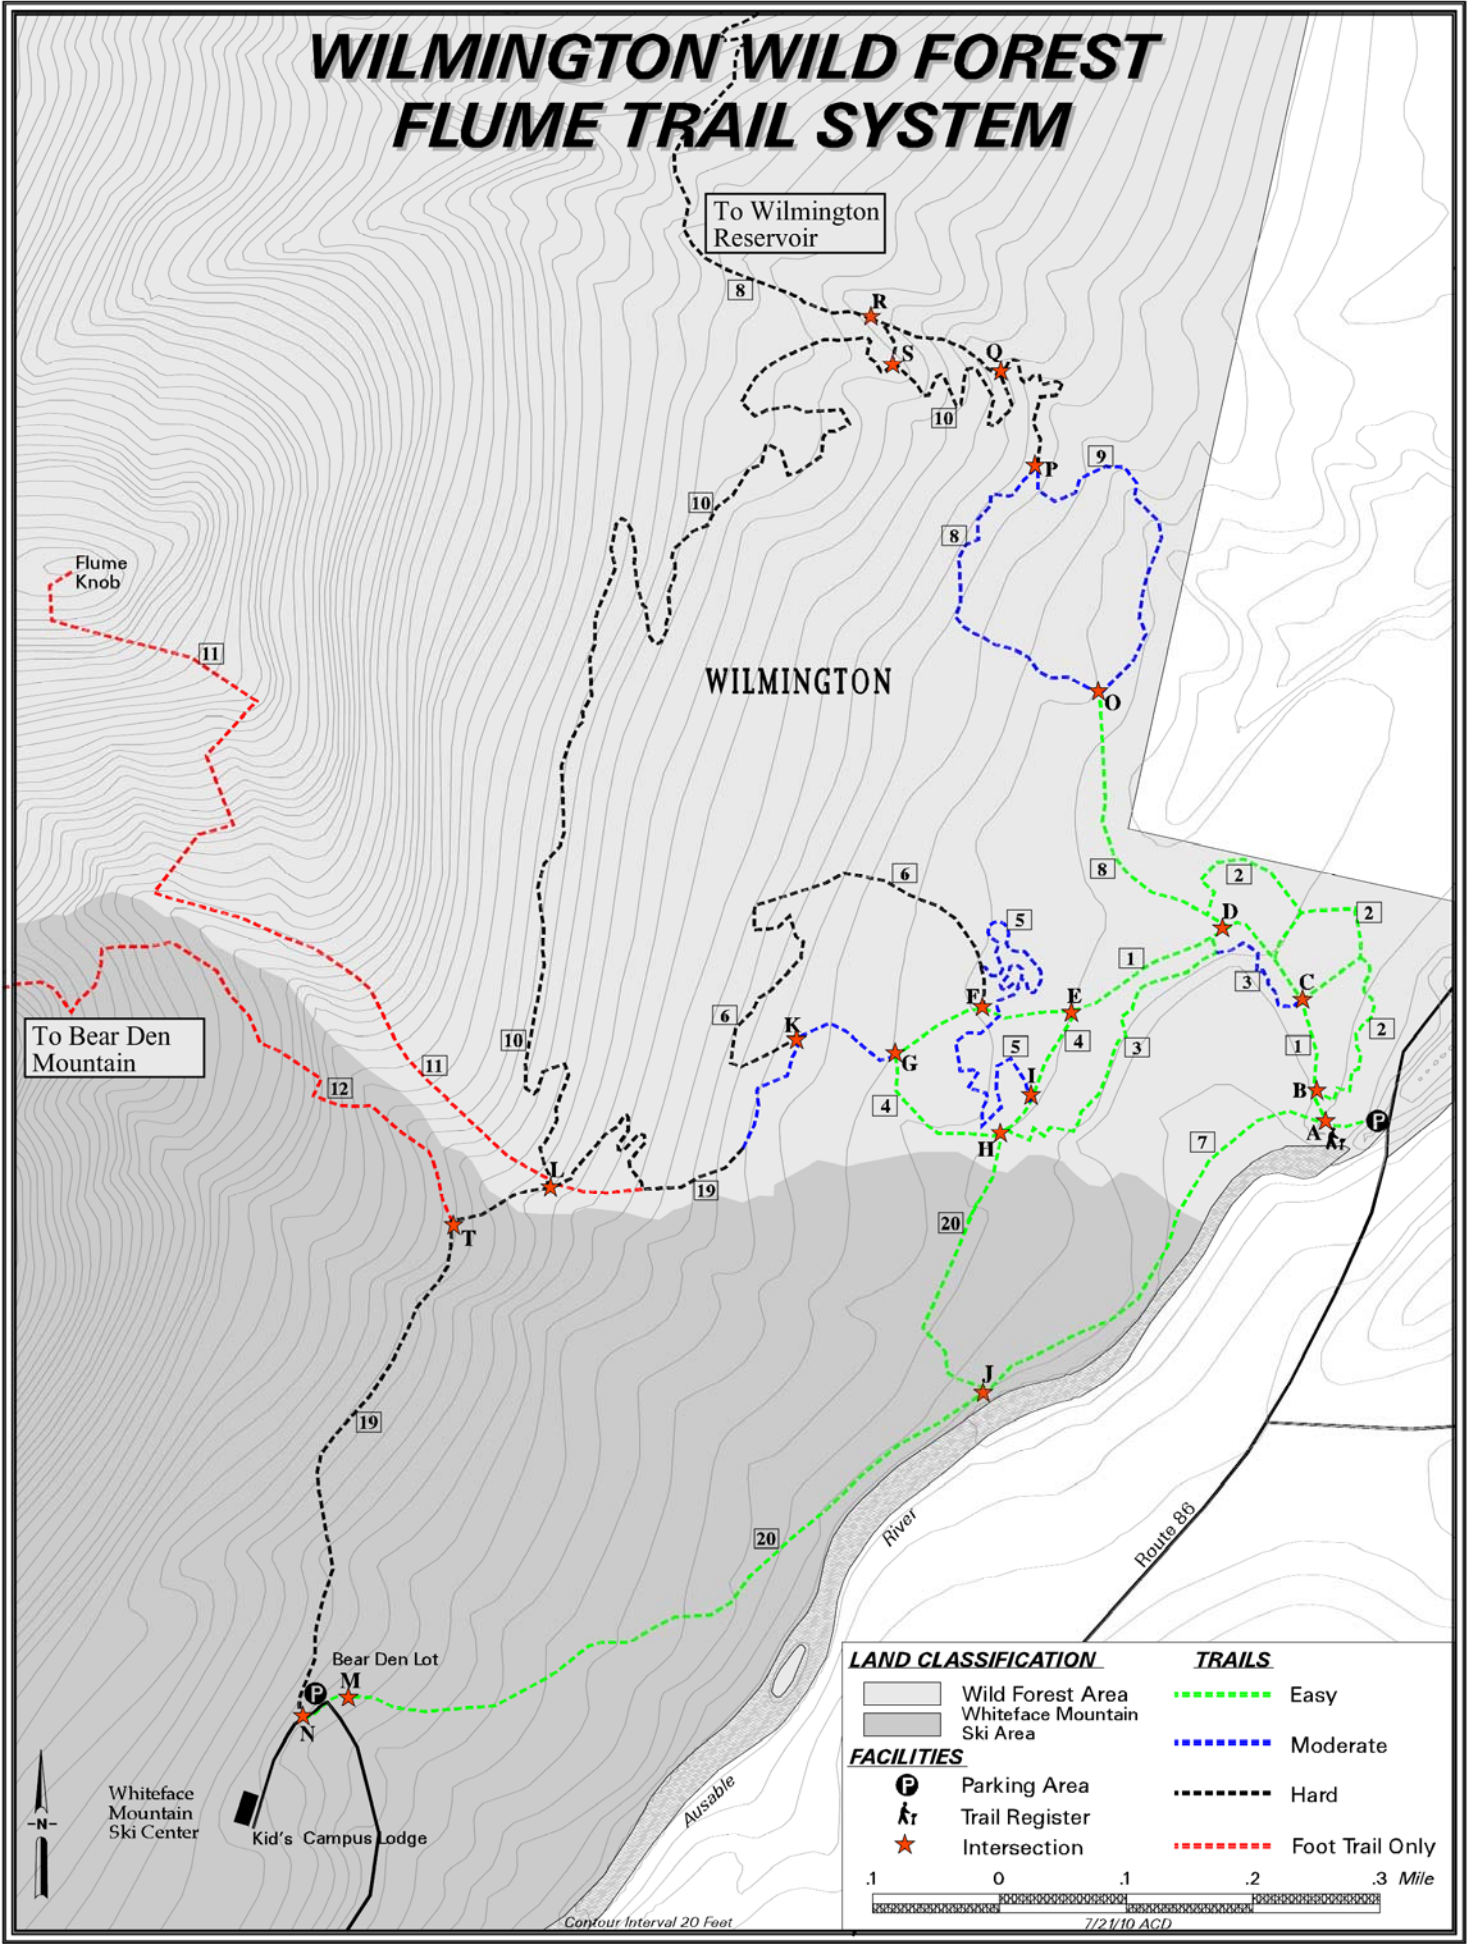 WILMINGTON WILD FOREST
FLUME TRAIL SYSTEM
To Wilmington
Reservoir
8
R
S
Q
10
P
9
10
8
Flume
Knob
11
WILMINGTON
O
8
6
2
D
2
5
1
3
C
F
E
6
K
10
5
4
3
1
2
To Bear Den
Mountain
11
G
12
I
B
4
A
P
H
7
L
19
20
T
J
19
20
River
Route 86
Bear Den Lot
P
M
N
Whiteface
Mountain
Ski Center
-N-
Kid's Campus Lodge
Ausable
LAND CLASSIFICATION
Wild Forest Area
Whiteface Mountain
Ski Area
FACILITIES
P Parking Area
Trail Register
Intersection
TRAILS
Easy
Moderate
Hard
Foot Trail Only
.1 0 .1 .2 .3 Mile
Contour Interval 20 Feet
7/21/10 ACD